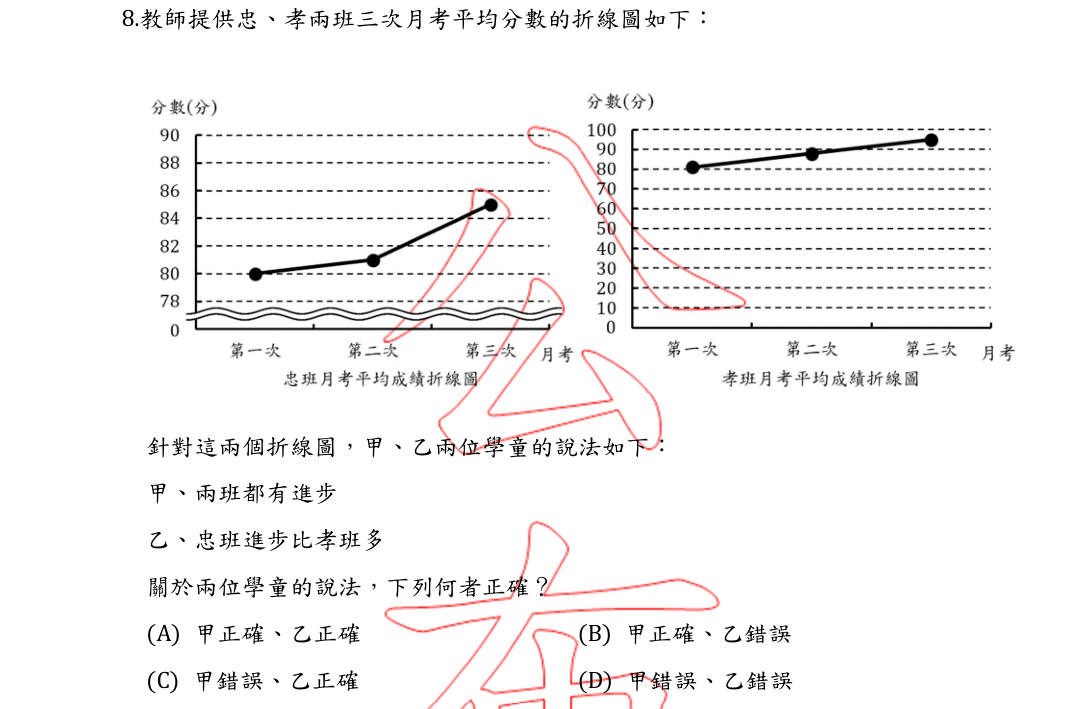 8.教師提供忠、孝兩班三次月考平均分數的折線圖如下：
分數(分)
90
88
86
84
82
80
78
0
第一次 第二次 第三次 月考
忠班月考平均成績折線圖
分數(分)
100
90
80
70
60
50
40
30
20
10
0
第一次 第二次 第三次 月考
孝班月考平均成績折線圖
針對這兩個折線圖，甲、乙兩位學童的說法如下：
甲、兩班都有進步
乙、忠班進步比孝班多
關於兩位學童的說法，下列何者正確？
(A) 甲正確、乙正確 (B) 甲正確、乙錯誤
(C) 甲錯誤、乙正確 (D) 甲錯誤、乙錯誤